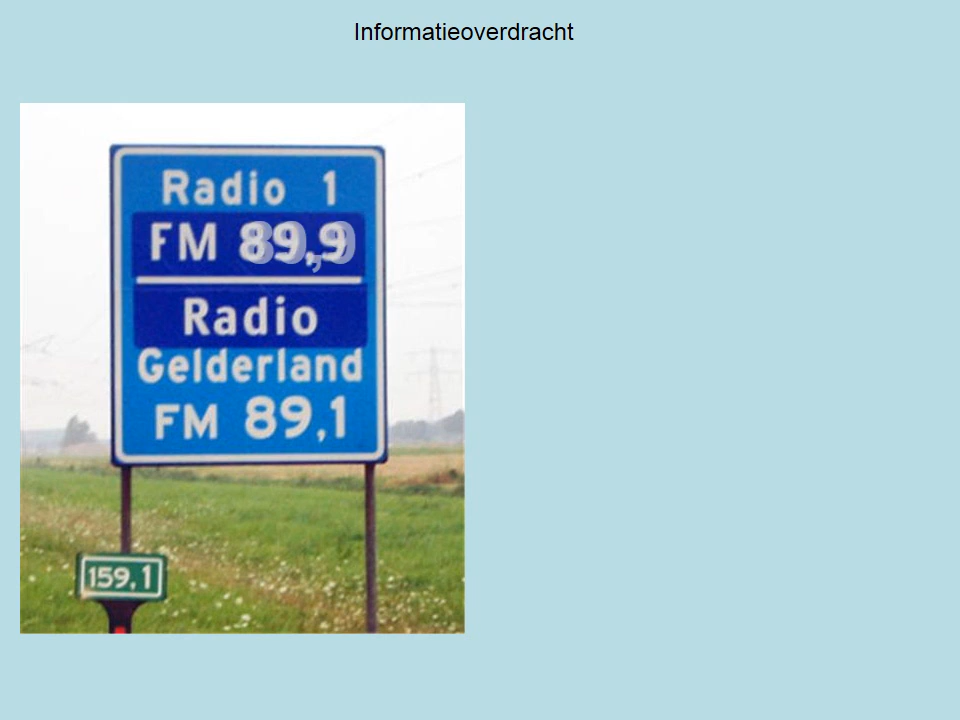 Informatieoverdracht
Radio 1
FM 89,9
Radio
Gelderland
FM 89,1
159,1